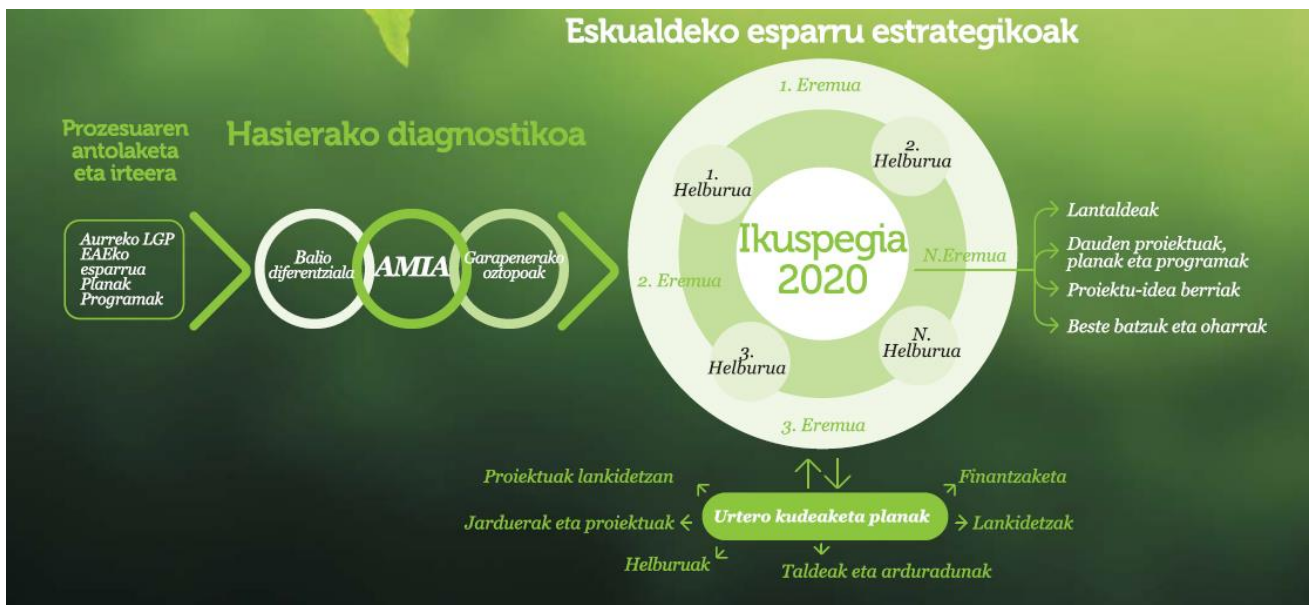 Eskualdeko esparru estrategikoak
Prozesuaren
antolaketa
eta irteera
Hasierako diagnostikoa
Aurreko LGP
EAEko
esparrua
Planak
Programak
Balio
diferentziala
AMIA
Garapenerako
oztopoak
1. Eremua
1.
Helburua
2.
Helburua
Ikuspegia
2020
2. Eremua
N.Eremua
3.
Helburua
N.
Helburua
3. Eremua
Lantaldeak
Dauden proiektuak,
planak eta programak
Proiektu-idea berriak
Beste batzuk eta oharrak
Proiektuak lankidetzan
Finantzaketa
Jarduerak eta proiektuak
Urtero kudeaketa planak
Lankidetzak
Helburuak
Taldeak eta arduradunak